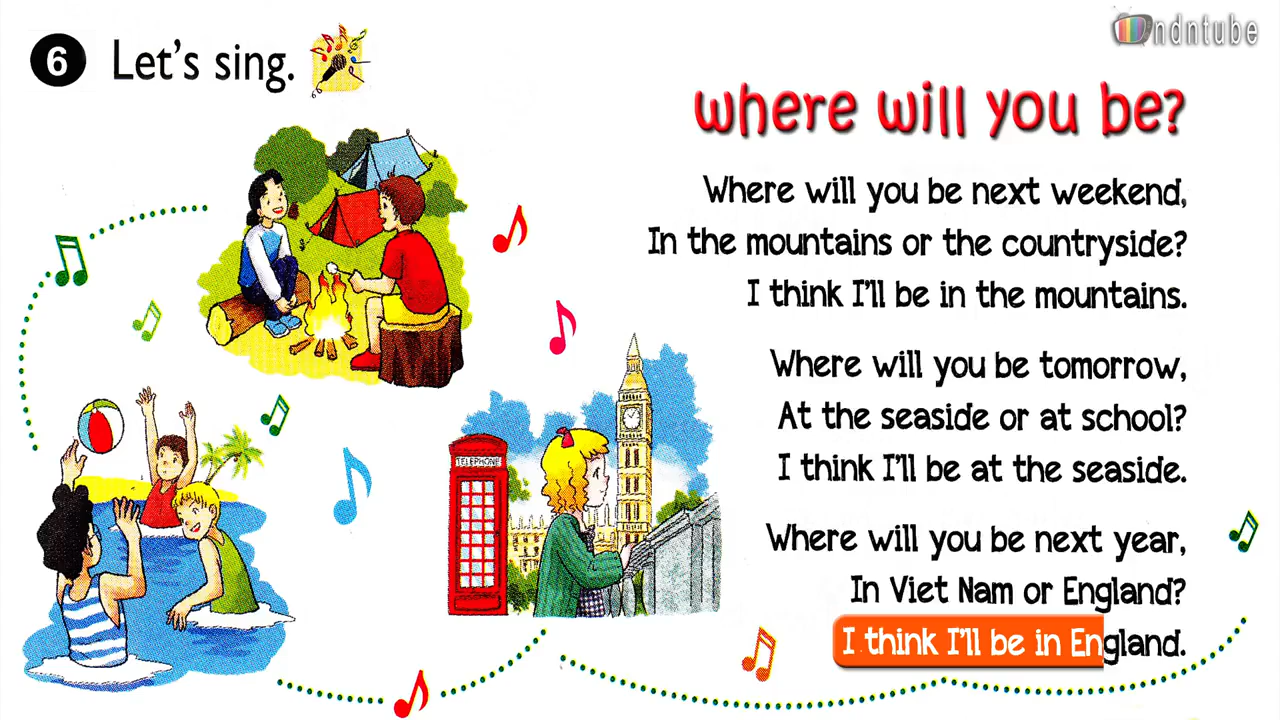 6 Let's sing.
ndntube
where will you be?
Where will you be next weekend,
In the mountains or the countryside?
I think I'll be in the mountains.
Where will you be tomorrow,
At the seaside or at school?
I think I'll be at the seaside.
Where will you be next year,
In Viet Nam or England?
I think I'll be in England.
TELEPHONE